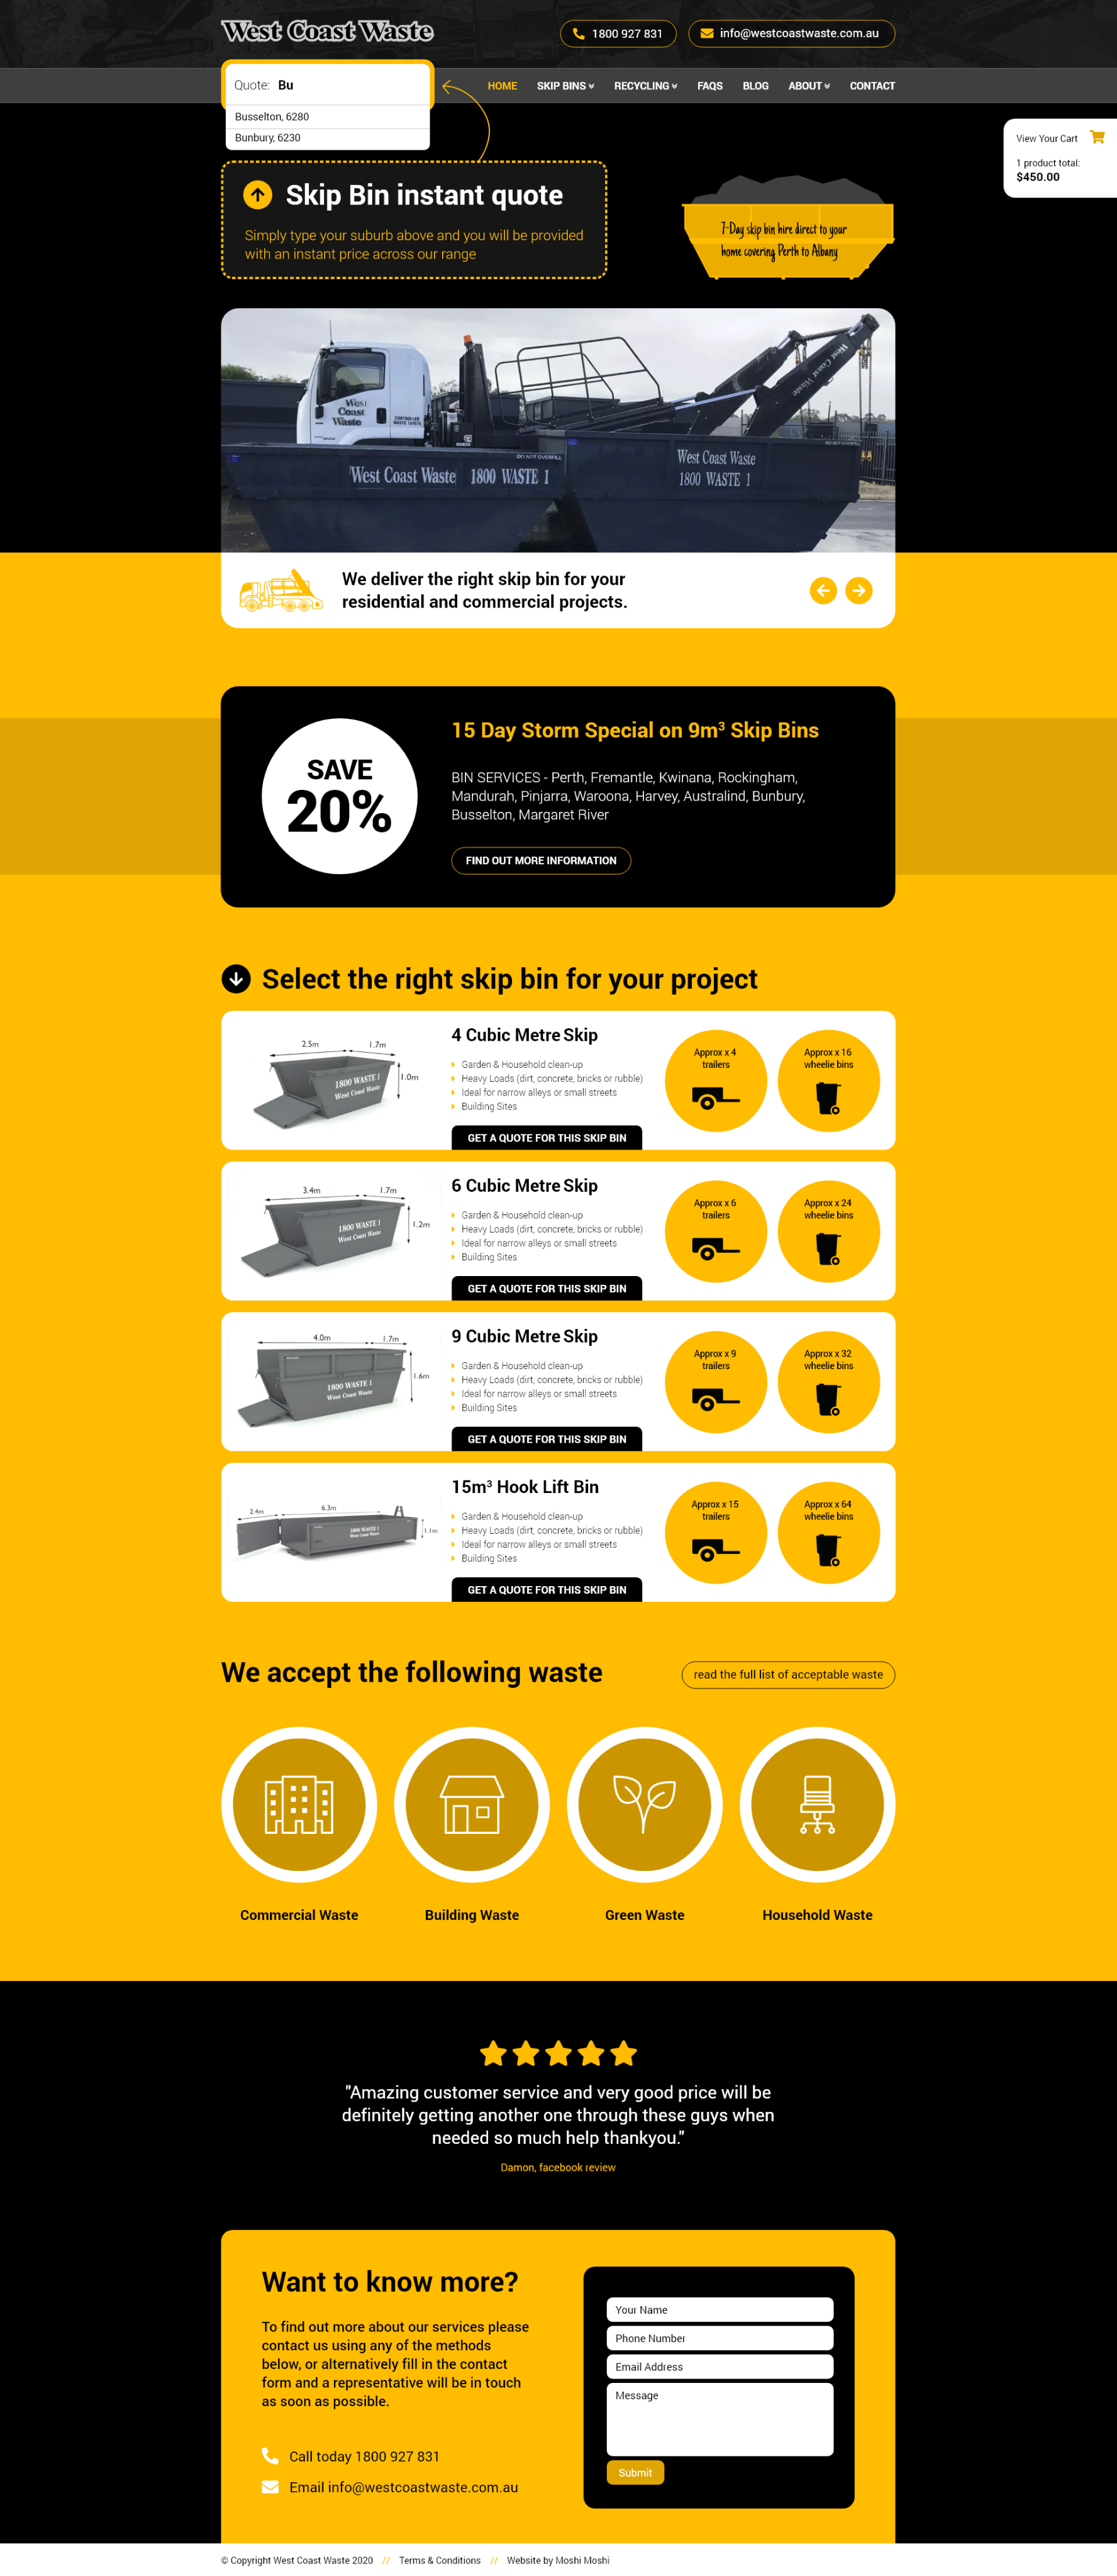 West Coast Waste
1800 927 831
info@westcoastwaste.com.au
Quote: Bu
Busselton, 6280
Bunbury, 6230
HOME
SKIP BINS
RECYCLING
FAQS
BLOG
ABOUT
CONTACT
View Your Cart
1 product total:
$450.00
Skip Bin instant quote
Simply type your suburb above and you will be provided
with an instant price across our range
7-Day skip bin hire direct to your
home covering Perth to Albany
West
Coast
Waste
CONTROLLED
WASTE T01978
West Coast Waste
DO NOT OVERFILL
DO NOT OVERFILL
West Coast Waste 1800 WASTE 1
West Coast Waste
1800 WASTE 1
We deliver the right skip bin for your
residential and commercial projects.
SAVE
20%
15 Day Storm Special on 9m³ Skip Bins
BIN SERVICES - Perth, Fremantle, Kwinana, Rockingham,
Mandurah, Pinjarra, Waroona, Harvey, Australind, Bunbury,
Busselton, Margaret River
FIND OUT MORE INFORMATION
Select the right skip bin for your project
2.5m
1.7m
1.0m
1800 WASTE 1
West Coast Waste
4 Cubic Metre Skip
Garden & Household clean-up
Heavy Loads (dirt, concrete, bricks or rubble)
Ideal for narrow alleys or small streets
Building Sites
GET A QUOTE FOR THIS SKIP BIN
Approx x 4
trailers
Approx x 16
wheelie bins
3.4m
1.7m
1.2m
1800 WASTE 1
West Coast Waste
6 Cubic Metre Skip
Garden & Household clean-up
Heavy Loads (dirt, concrete, bricks or rubble)
Ideal for narrow alleys or small streets
Building Sites
GET A QUOTE FOR THIS SKIP BIN
Approx x 6
trailers
Approx x 24
wheelie bins
4.0m
1.7m
1.6m
1800 WASTE 1
West Coast Waste
9 Cubic Metre Skip
Garden & Household clean-up
Heavy Loads (dirt, concrete, bricks or rubble)
Ideal for narrow alleys or small streets
Building Sites
GET A QUOTE FOR THIS SKIP BIN
Approx x 9
trailers
Approx x 32
wheelie bins
2.4m
6.3m
1.1m
1800 WASTE 1
West Coast Waste
15m³ Hook Lift Bin
Garden & Household clean-up
Heavy Loads (dirt, concrete, bricks or rubble)
Ideal for narrow alleys or small streets
Building Sites
GET A QUOTE FOR THIS SKIP BIN
Approx x 15
trailers
Approx x 64
wheelie bins
We accept the following waste
read the full list of acceptable waste
Commercial Waste
Building Waste
Green Waste
Household Waste
"Amazing customer service and very good price will be
definitely getting another one through these guys when
needed so much help thankyou."
Damon, facebook review
Want to know more?
To find out more about our services please
contact us using any of the methods
below, or alternatively fill in the contact
form and a representative will be in touch
as soon as possible.
Call today 1800 927 831
Email info@westcoastwaste.com.au
Your Name
Phone Number
Email Address
Message
Submit
© Copyright West Coast Waste 2020 // Terms & Conditions // Website by Moshi Moshi